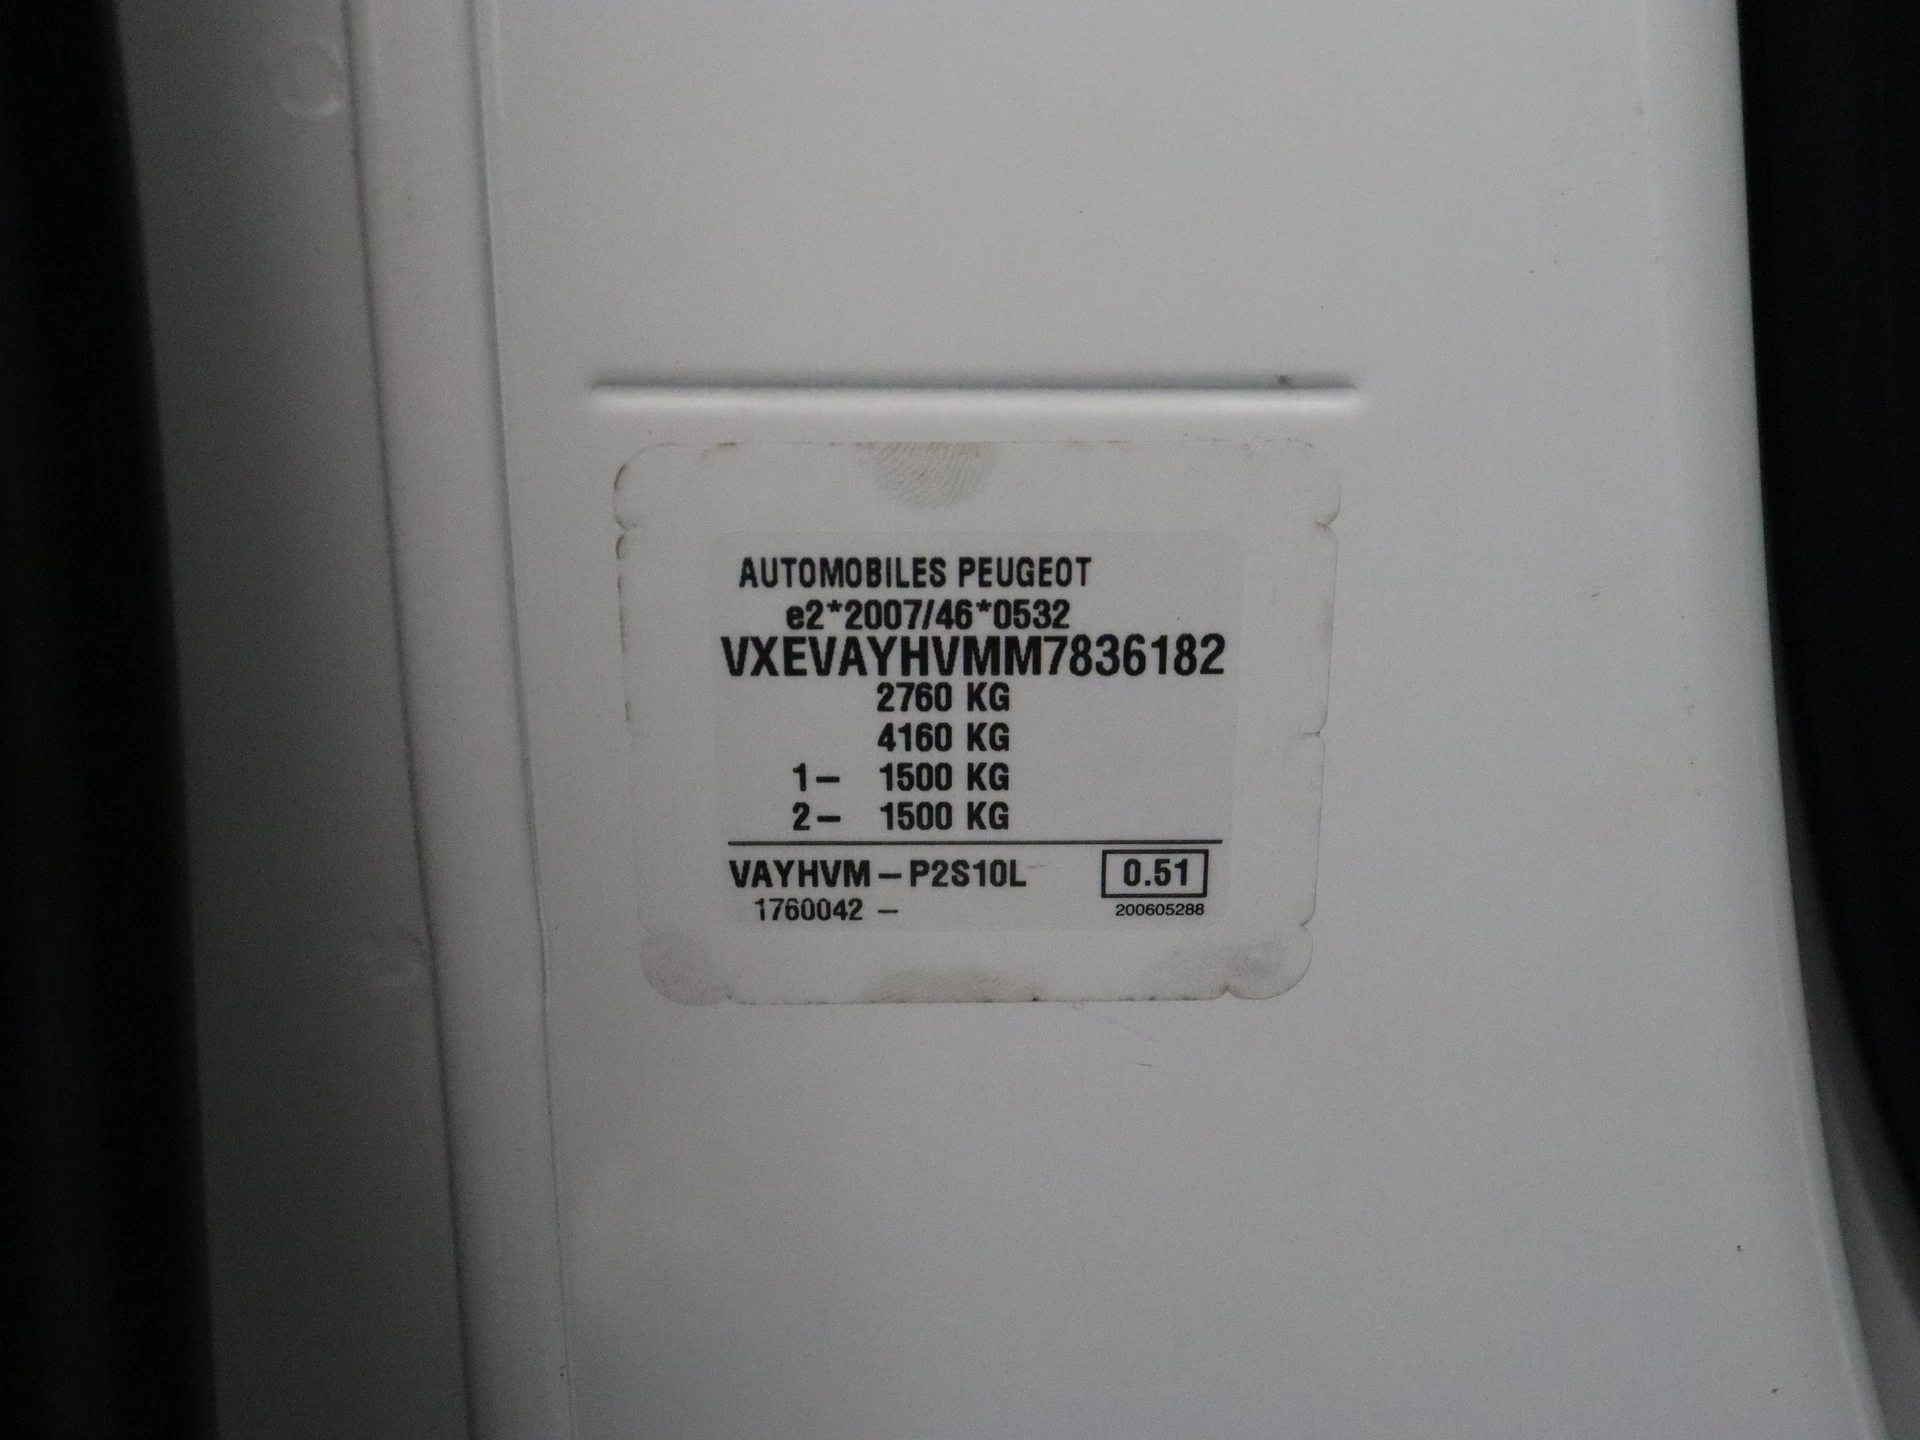 AUTOMOBILES PEUGEOT
e2*2007/46*0532
VXEVAYHVMM7836182
2760 KG
4160 KG
1– 1500 KG
2– 1500 KG
VAYHVM – P2S10L 0.51
1760042 – 200605288